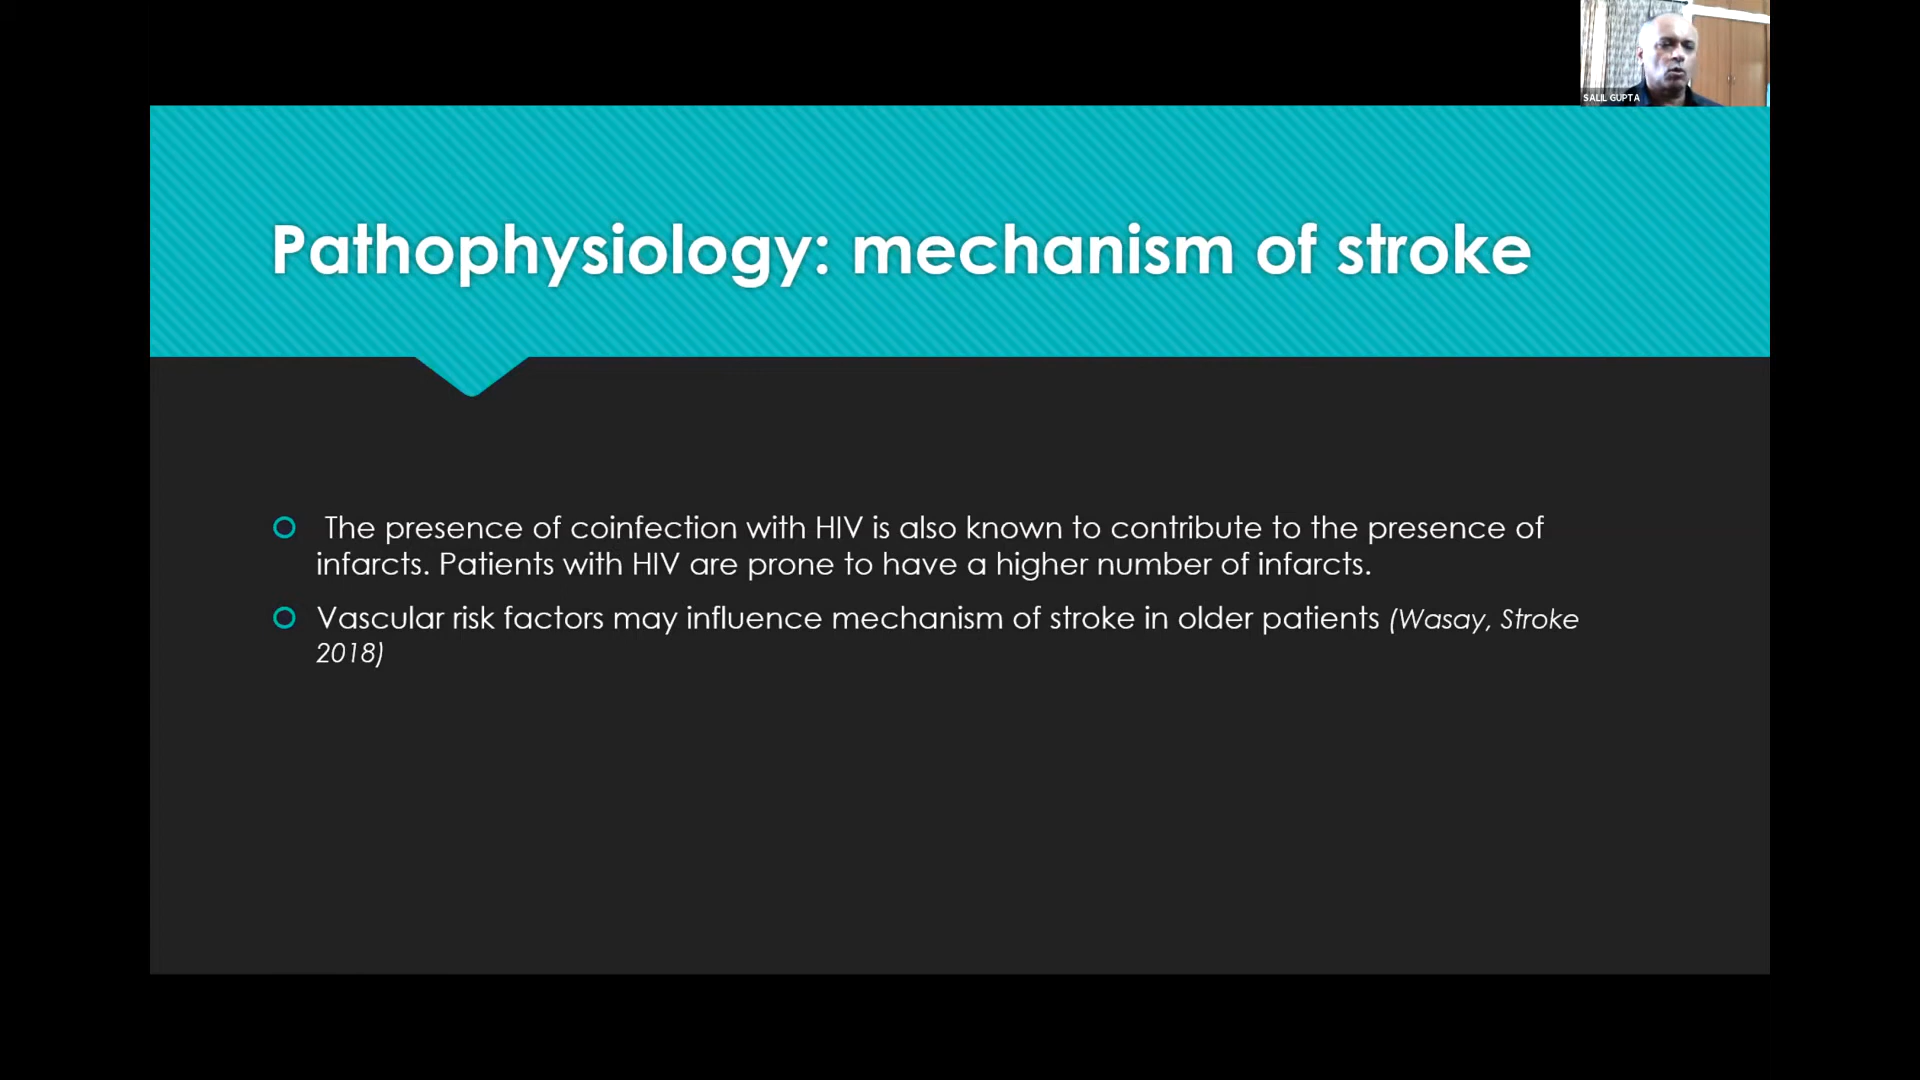 SALIL GUPTA
Pathophysiology: mechanism of stroke
The presence of coinfection with HIV is also known to contribute to the presence of
infarcts. Patients with HIV are prone to have a higher number of infarcts.
Vascular risk factors may influence mechanism of stroke in older patients (Wasay, Stroke
2018)